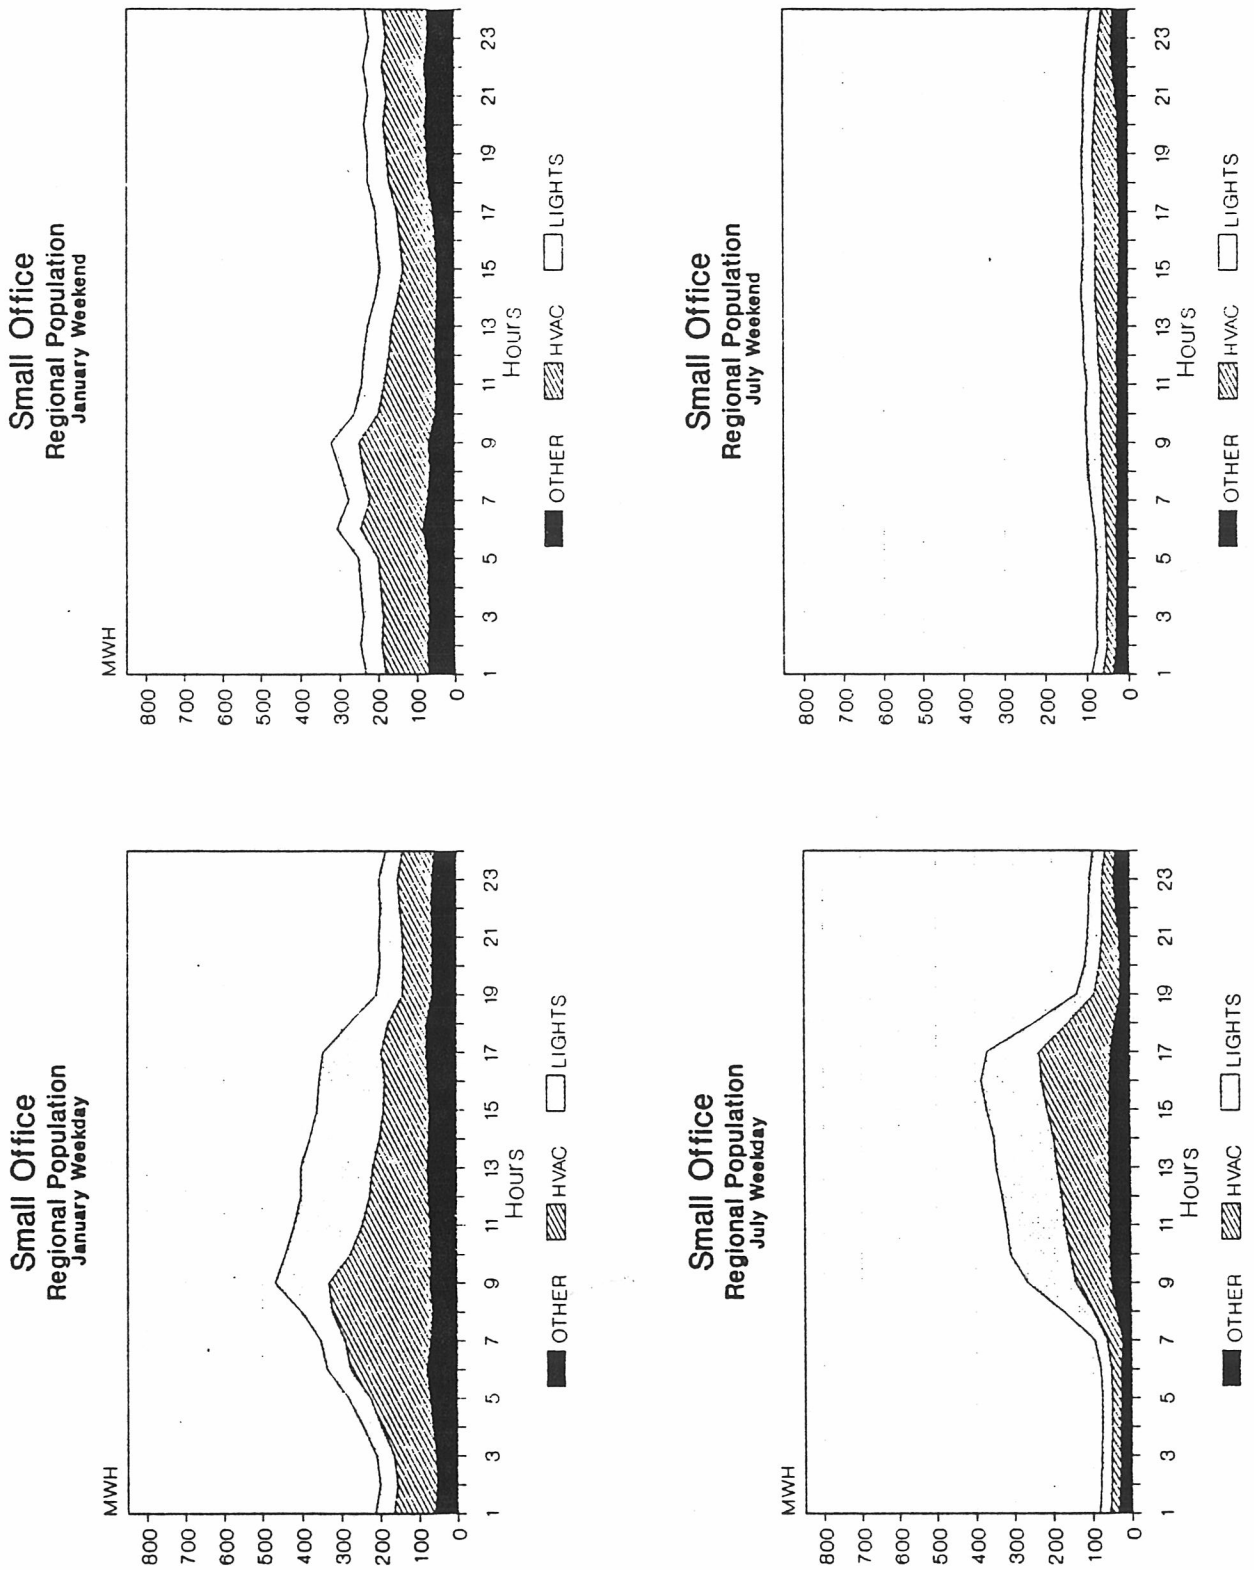 Small Office
Regional Population
January Weekday
MWH
800
700
600
500
400
300
200
100
0
1 3 5 7 9 11 13 15 17 19 21 23
Hours
OTHER HVAC LIGHTS
Small Office
Regional Population
January Weekend
MWH
800
700
600
500
400
300
200
100
0
1 3 5 7 9 11 13 15 17 19 21 23
Hours
OTHER HVAC LIGHTS
Small Office
Regional Population
July Weekday
MWH
800
700
600
500
400
300
200
100
0
1 3 5 7 9 11 13 15 17 19 21 23
Hours
OTHER HVAC LIGHTS
Small Office
Regional Population
July Weekend
800
700
600
500
400
300
200
100
0
1 3 5 7 9 11 13 15 17 19 21 23
Hours
OTHER HVAC LIGHTS